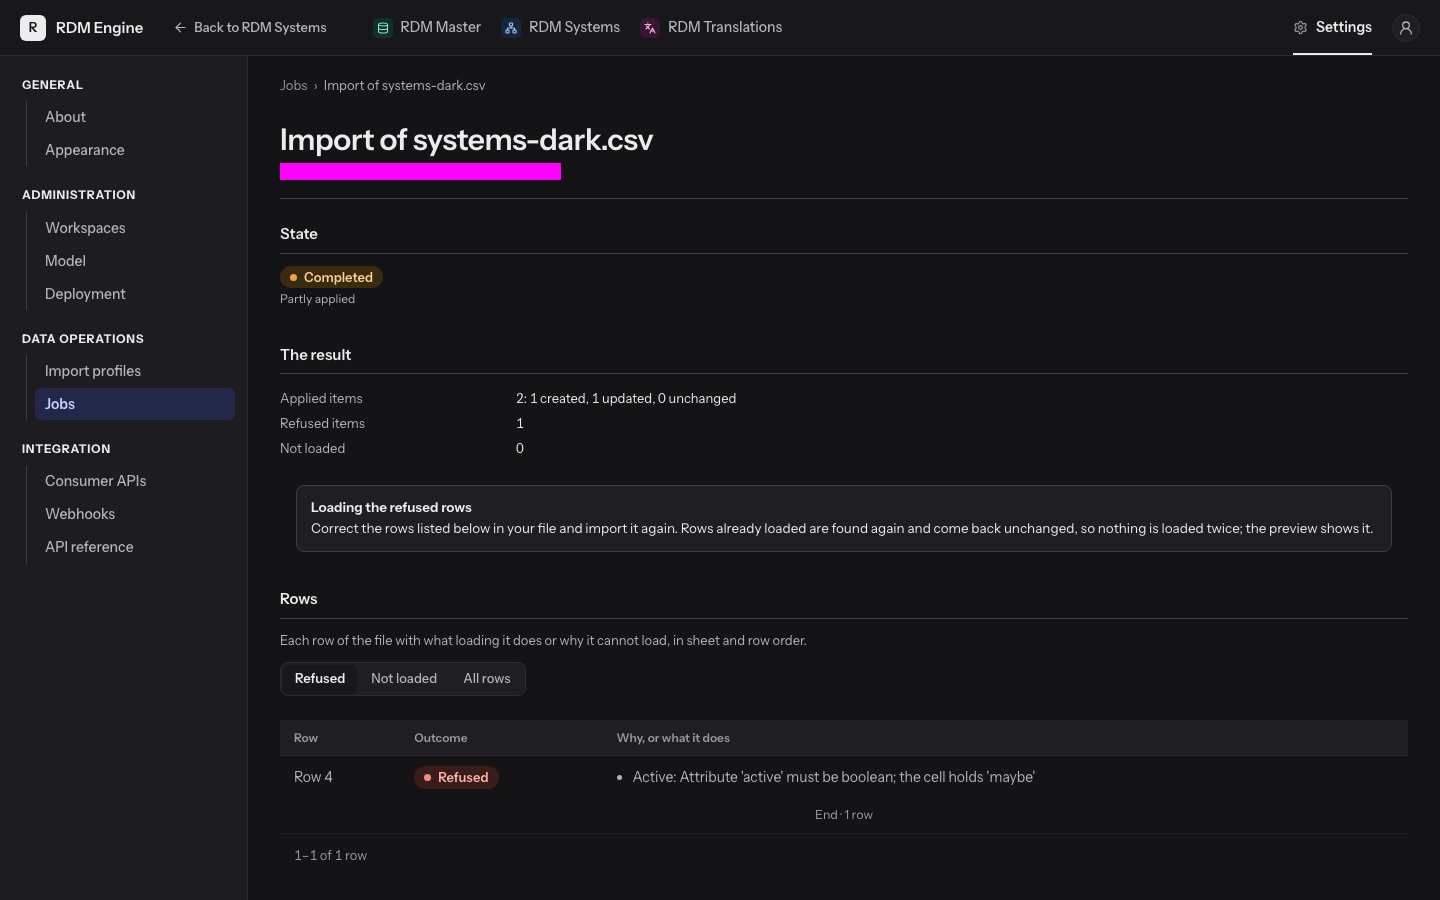 R RDM Engine
← Back to RDM Systems
RDM Master
RDM Systems
RDM Translations
Settings
GENERAL
About
Appearance
ADMINISTRATION
Workspaces
Model
Deployment
DATA OPERATIONS
Import profiles
Jobs
INTEGRATION
Consumer APIs
Webhooks
API reference
Jobs › Import of systems-dark.csv
Import of systems-dark.csv
State
Completed
Partly applied
The result
Applied items 2: 1 created, 1 updated, 0 unchanged
Refused items 1
Not loaded 0
Loading the refused rows
Correct the rows listed below in your file and import it again. Rows already loaded are found again and come back unchanged, so nothing is loaded twice; the preview shows it.
Rows
Each row of the file with what loading it does or why it cannot load, in sheet and row order.
Refused Not loaded All rows
Row Outcome Why, or what it does
Row 4 Refused • Active: Attribute 'active' must be boolean; the cell holds 'maybe'
End · 1 row
1–1 of 1 row